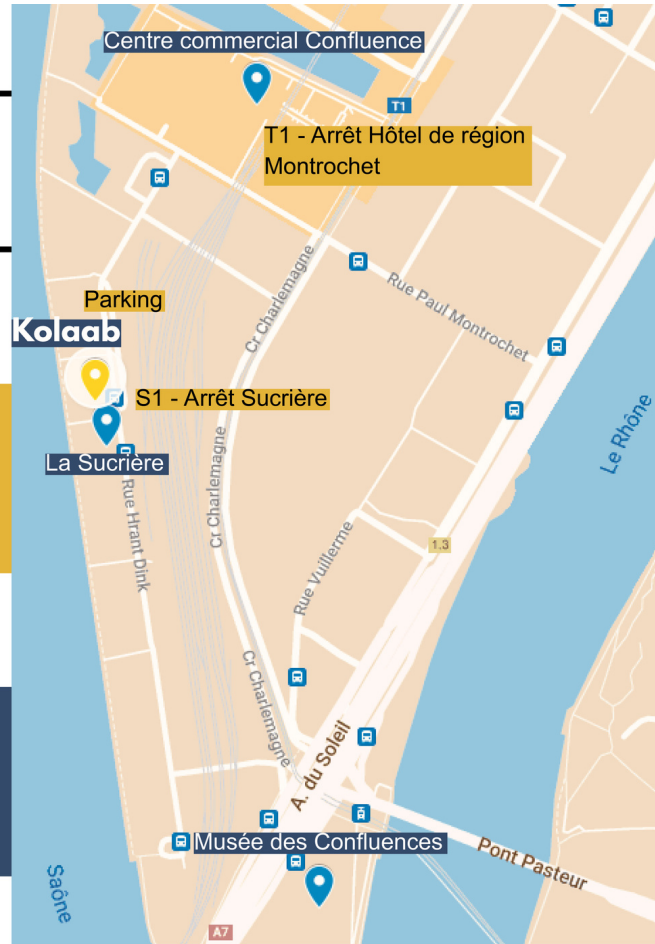 Centre commercial Confluence
T1
T1 - Arrêt Hôtel de région
Montrochet
Cr Charlemagne
Rue Paul Montrochet
Parking
Kolaab
S1 - Arrêt Sucrière
La Sucrière
Le Rhône
Rue Hrant Dink
Cr Charlemagne
1.3
Rue Vuillerme
Cr Charlemagne
A. du Soleil
Musée des Confluences
Pont Pasteur
Saône
A7